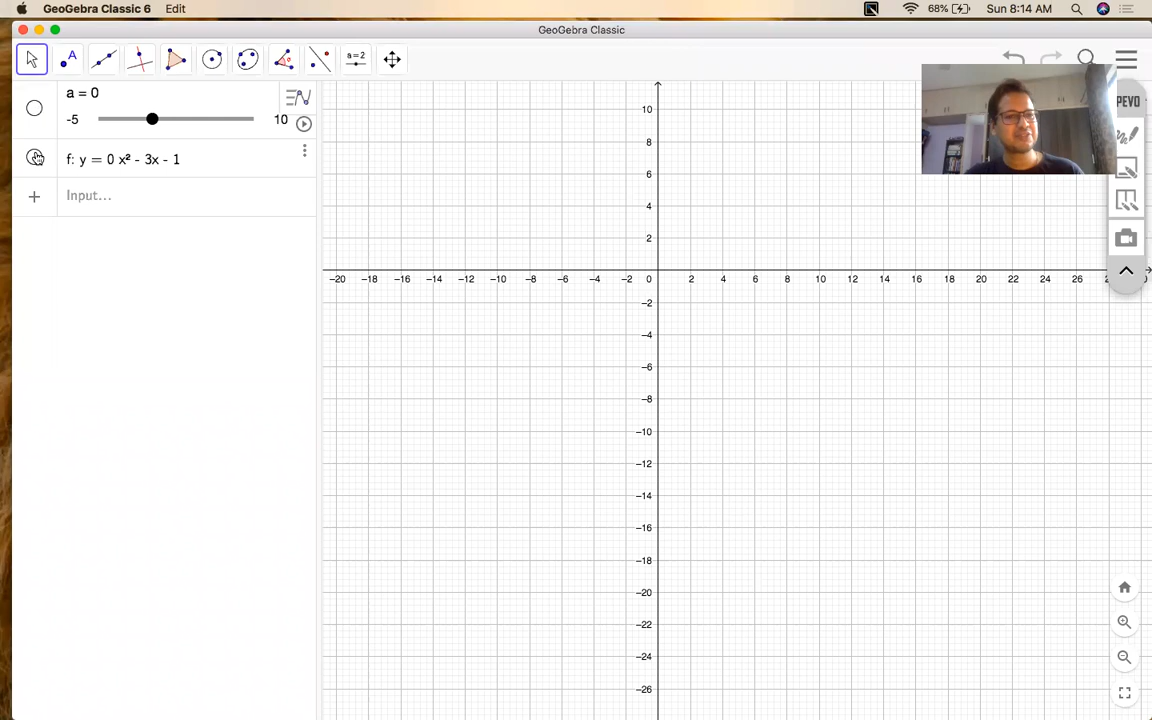 GeoGebra Classic 6 Edit 68% Sun 8:14 AM
GeoGebra Classic
A a=2
a = 0
-5 10
f: y = 0 x² - 3x - 1
+ Input...
PEVO
10
8
6
4
2
–20 –18 –16 –14 –12 –10 –8 –6 –4 –2 0 2 4 6 8 10 12 14 16 18 20 22 24 26
–2
–4
–6
–8
–10
–12
–14
–16
–18
–20
–22
–24
–26